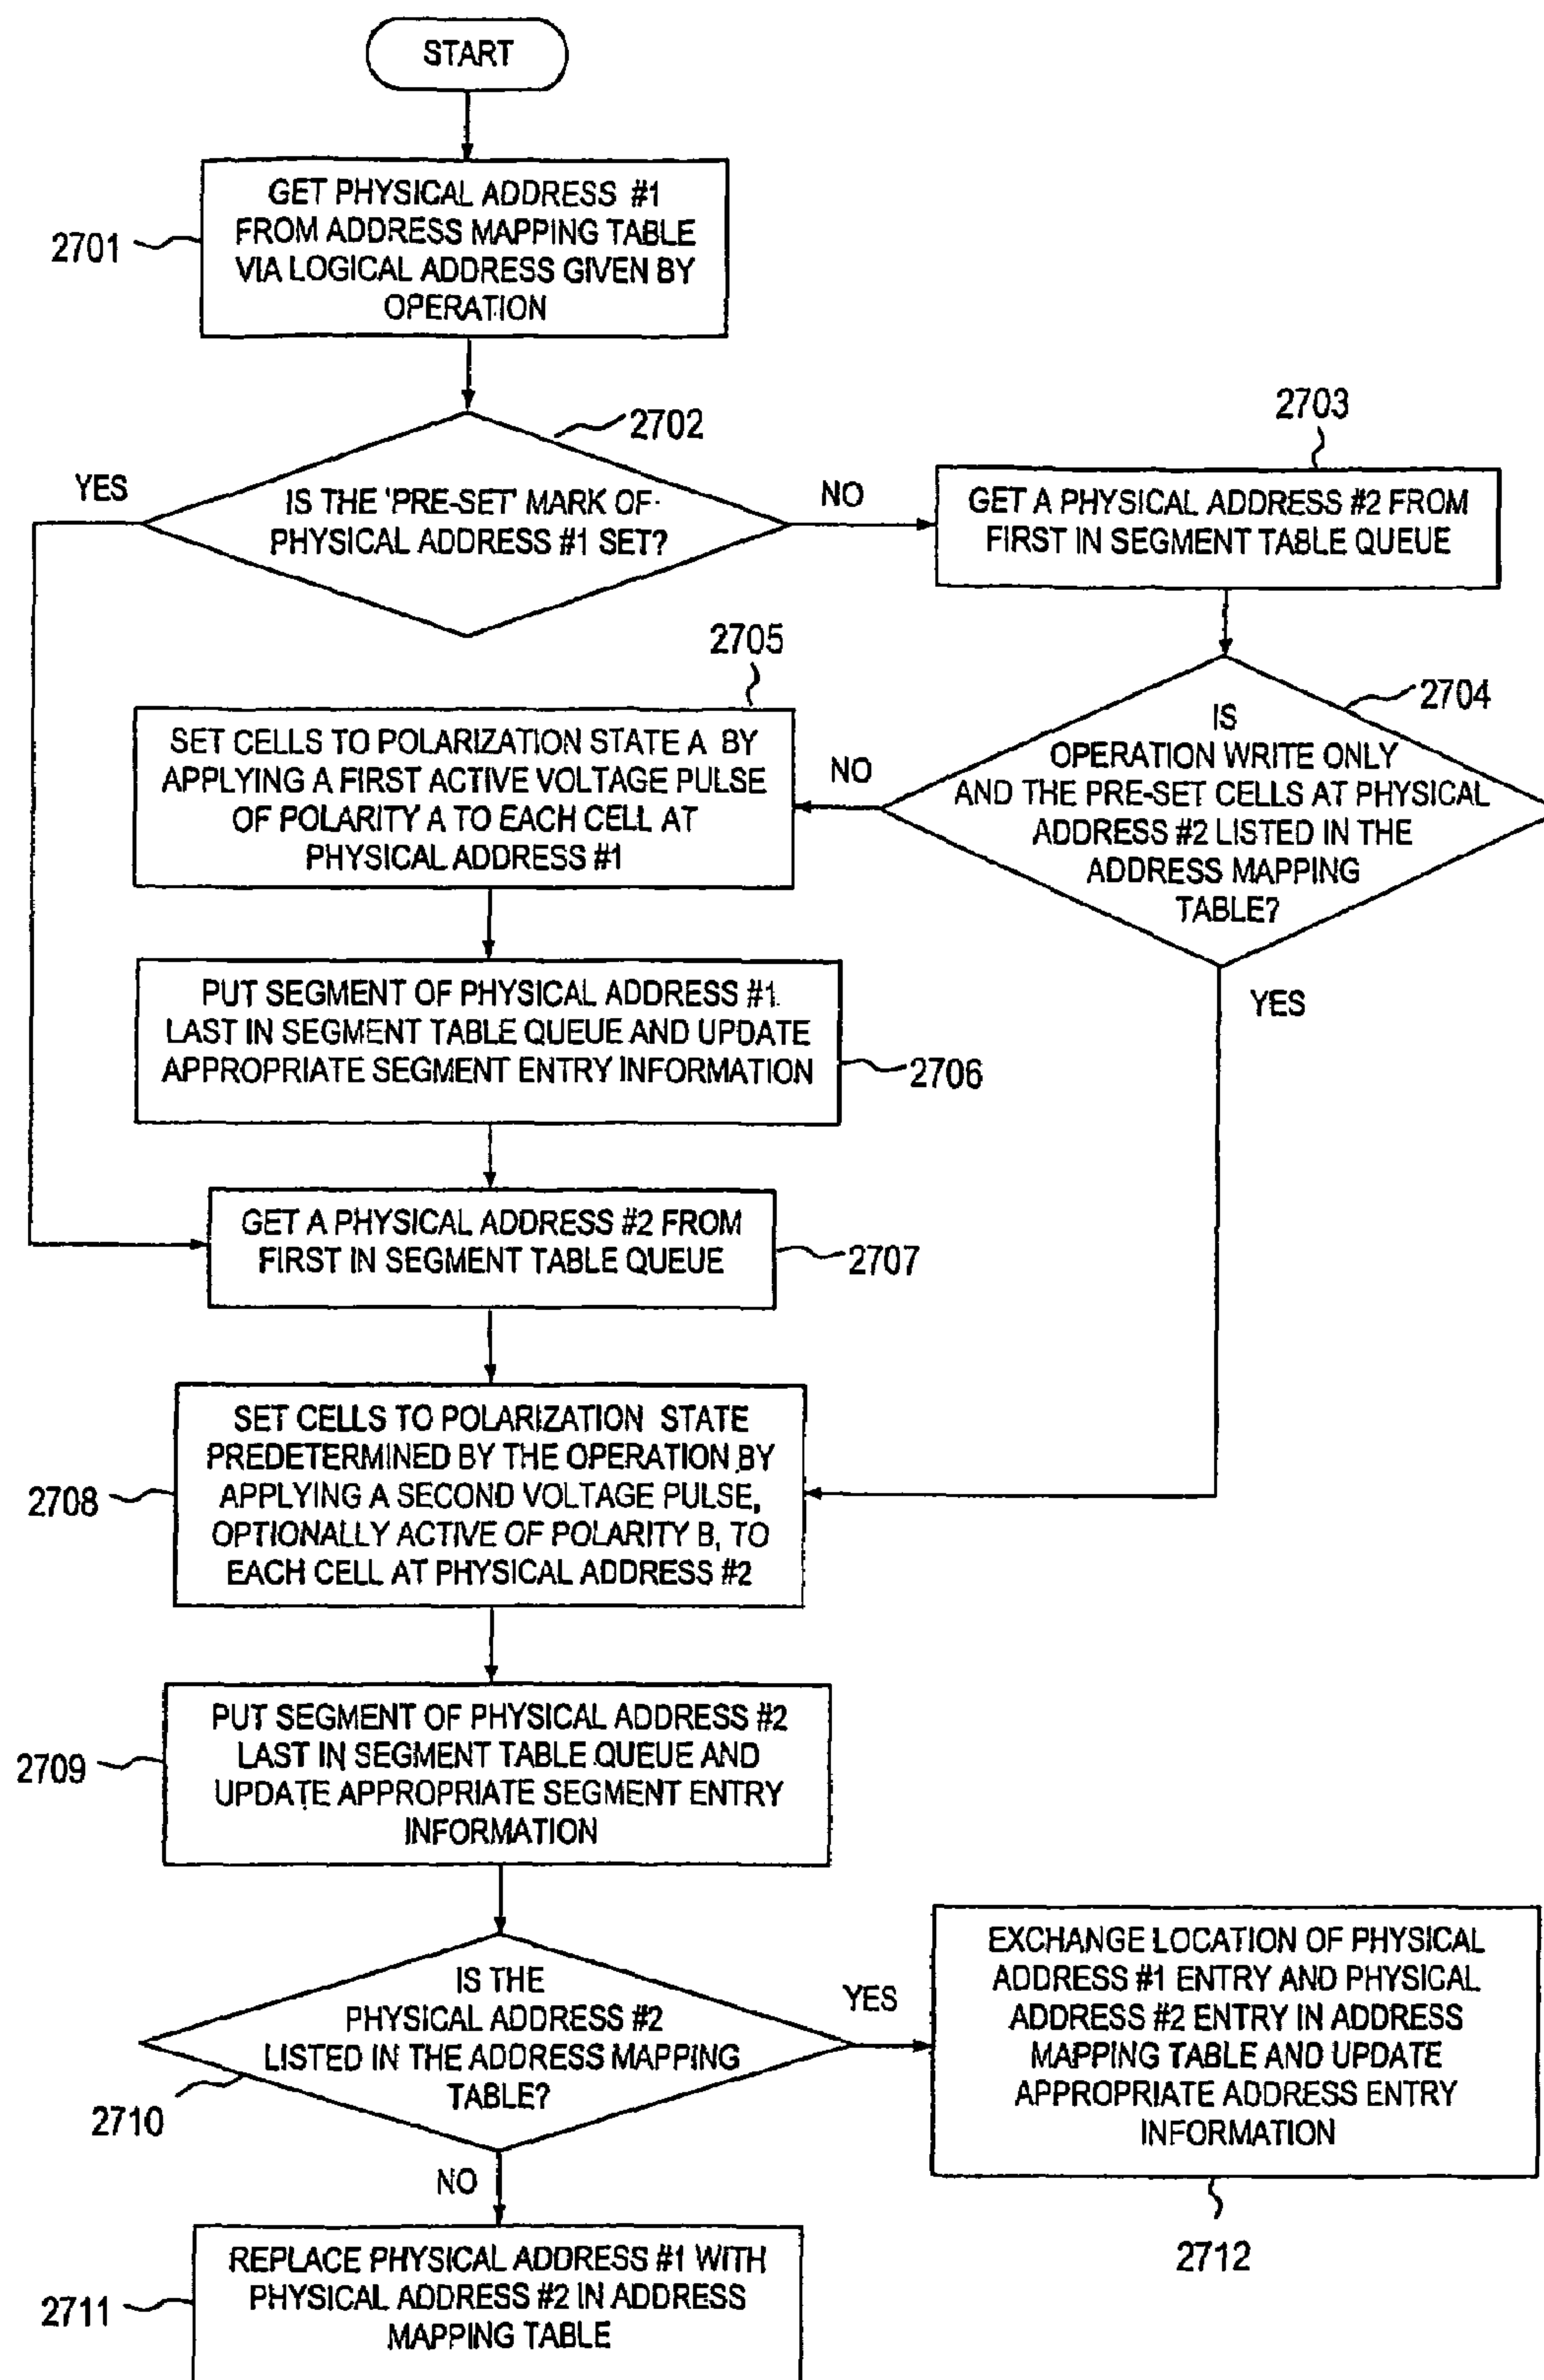 START
GET PHYSICAL ADDRESS #1
FROM ADDRESS MAPPING TABLE
VIA LOGICAL ADDRESS GIVEN BY
OPERATION
2701
2702
YES
IS THE 'PRE-SET' MARK OF
PHYSICAL ADDRESS #1 SET?
NO
2703
GET A PHYSICAL ADDRESS #2 FROM
FIRST IN SEGMENT TABLE QUEUE
2704
IS
OPERATION WRITE ONLY
AND THE PRE-SET CELLS AT PHYSICAL
ADDRESS #2 LISTED IN THE
ADDRESS MAPPING
TABLE?
NO
YES
2705
SET CELLS TO POLARIZATION STATE A BY
APPLYING A FIRST ACTIVE VOLTAGE PULSE
OF POLARITY A TO EACH CELL AT
PHYSICAL ADDRESS #1
PUT SEGMENT OF PHYSICAL ADDRESS #1
LAST IN SEGMENT TABLE QUEUE AND UPDATE
APPROPRIATE SEGMENT ENTRY INFORMATION
2706
GET A PHYSICAL ADDRESS #2 FROM
FIRST IN SEGMENT TABLE QUEUE
2707
SET CELLS TO POLARIZATION STATE
PREDETERMINED BY THE OPERATION BY
APPLYING A SECOND VOLTAGE PULSE,
OPTIONALLY ACTIVE OF POLARITY B, TO
EACH CELL AT PHYSICAL ADDRESS #2
2708
PUT SEGMENT OF PHYSICAL ADDRESS #2
LAST IN SEGMENT TABLE QUEUE AND
UPDATE APPROPRIATE SEGMENT ENTRY
INFORMATION
2709
IS THE
PHYSICAL ADDRESS #2
LISTED IN THE ADDRESS MAPPING
TABLE?
2710
YES
NO
EXCHANGE LOCATION OF PHYSICAL
ADDRESS #1 ENTRY AND PHYSICAL
ADDRESS #2 ENTRY IN ADDRESS
MAPPING TABLE AND UPDATE
APPROPRIATE ADDRESS ENTRY
INFORMATION
2712
REPLACE PHYSICAL ADDRESS #1 WITH
PHYSICAL ADDRESS #2 IN ADDRESS
MAPPING TABLE
2711